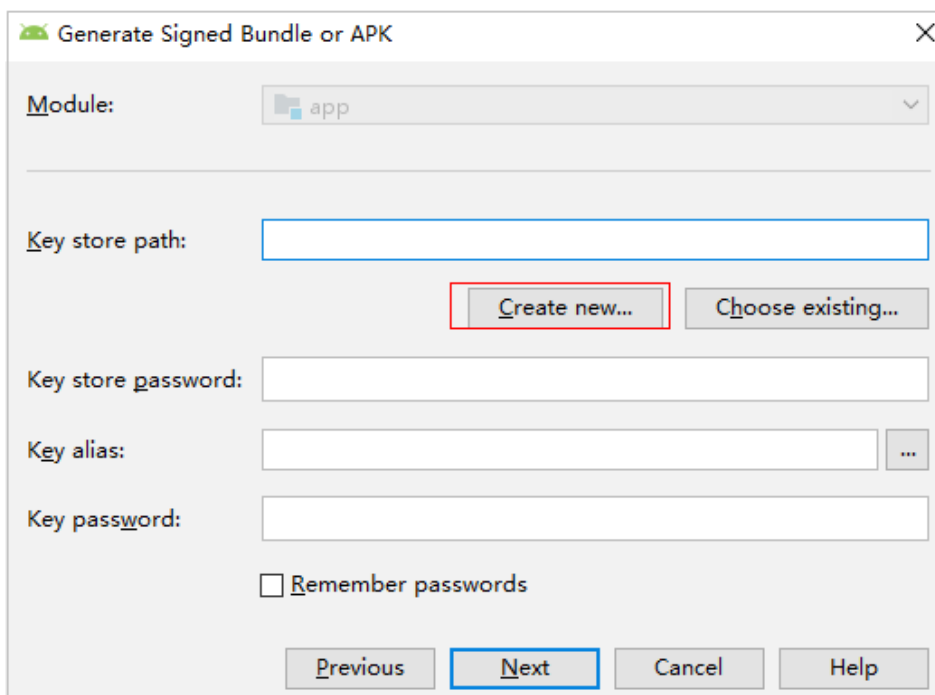 Generate Signed Bundle or APK
Module:
app
Key store path:
Create new...
Choose existing...
Key store password:
Key alias:
...
Key password:
Remember passwords
Previous
Next
Cancel
Help